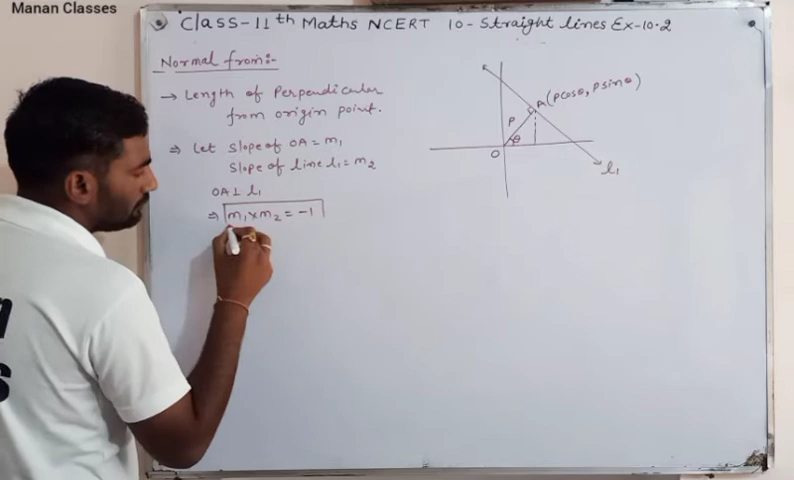 Manan Classes
Class-11th Maths NCERT 10-Straight lines Ex-10.2
Normal from:-
→ Length of Perpendicular
from origin point.
⇒ Let Slope of OA = m₁
Slope of line l₁ = m₂
OA ⊥ l₁
⇒ m₁ × m₂ = -1
A(pcosθ, psinθ)
P
θ
O
l₁